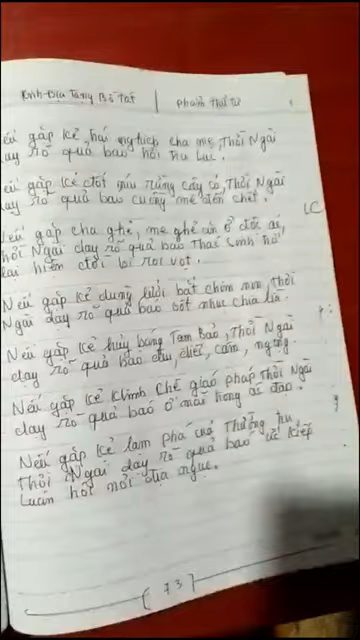 Kinh Địa Tạng Bồ Tát | phẩm thứ tư
Nếu gặp kẻ hại nghịch cha mẹ, Thời Ngài
dạy rõ quả báo
Nếu gặp kẻ đốt núi rừng cây cỏ, Thời Ngài
dạy rõ quả báo cuồng mê đến chết.
Nếu gặp cha ghẻ, mẹ ghẻ ăn ở độc ác,
Thời Ngài dạy rõ quả báo Thác Sinh trở
lại hiện đời bị roi vọt.
LC
Nếu gặp kẻ dùng lưới bắt chim non, Thời
Ngài dạy rõ quả báo cốt nhục chia lìa.
Nếu gặp kẻ hủy báng Tam Bảo, Thời Ngài
dạy rõ quả báo đui, điếc, câm, ngọng.
Nếu gặp kẻ Khinh Chê giáo pháp Thời Ngài
dạy rõ quả báo ở mãi trong ác đạo.
Nếu gặp kẻ lạm phá của Thường trụ
Thời Ngài dạy rõ quả báo ức kiếp
Luân hồi nơi địa ngục.
[73]